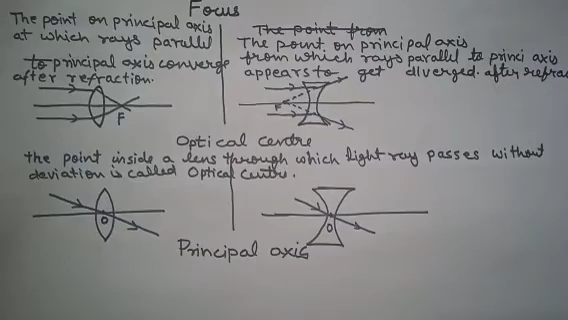 Focus
The point on principal axis
at which rays parallel
to principal axis converge
after refraction.
The point from
The point on principal axis
from which rays parallel to princi axis
appears to get diverged. after refra
F
F
Optical centre
the point inside a lens through which light ray passes without
deviation is called Optical Centre.
O
O
Principal axis